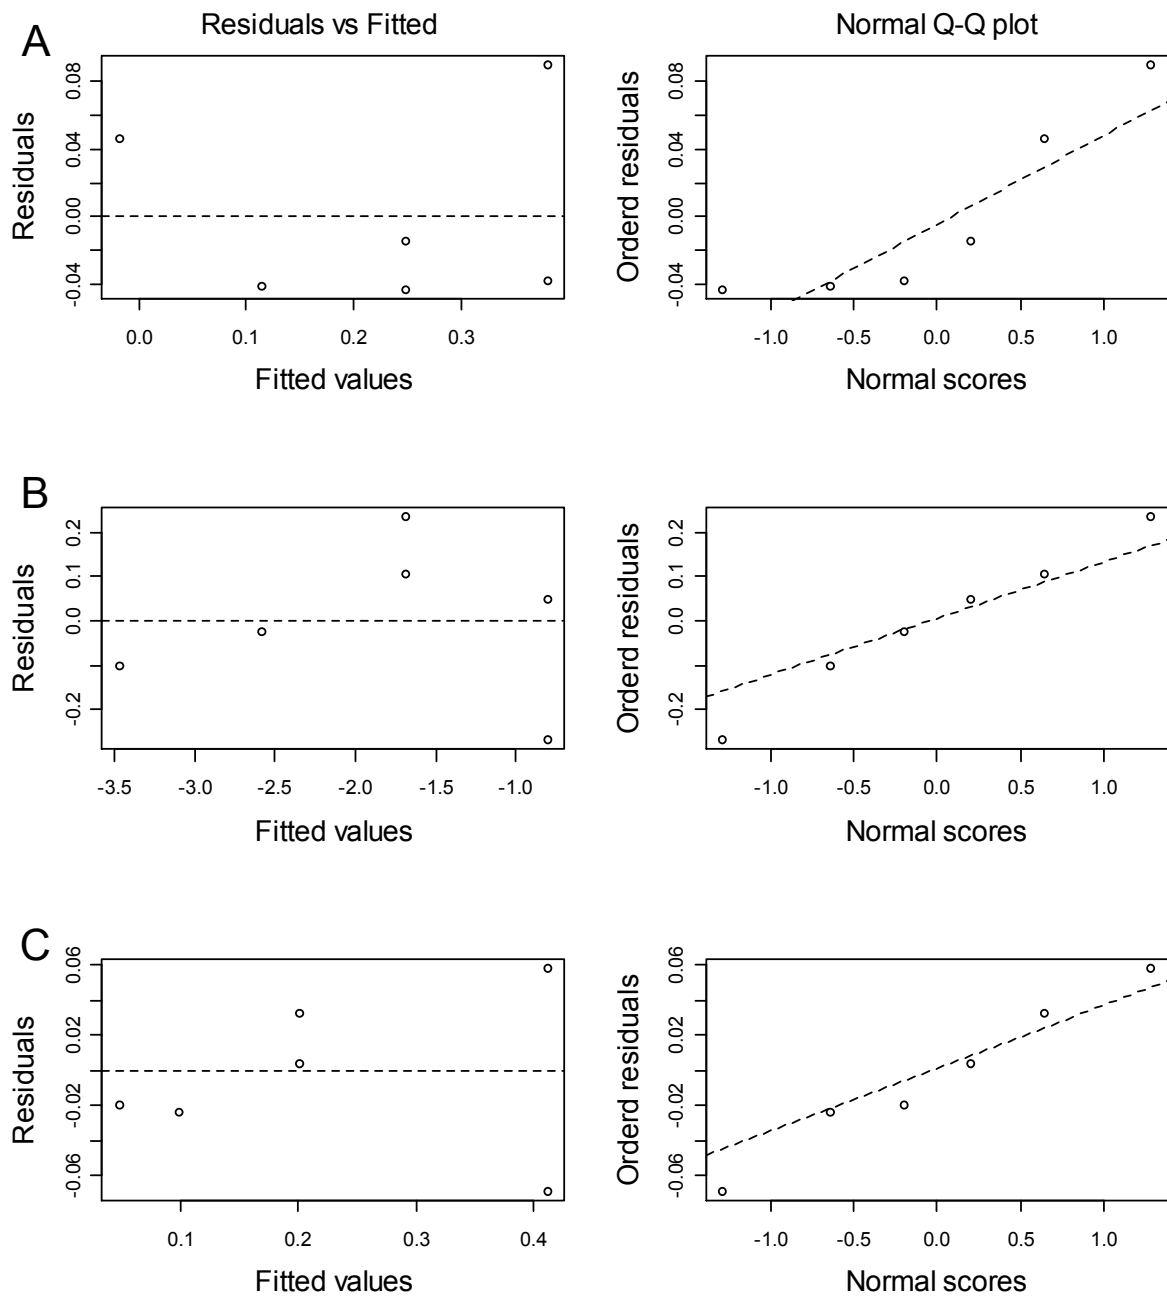 A
Residuals vs Fitted
Normal Q-Q plot
Residuals
0.08
0.04
0.00
-0.04
0.0 0.1 0.2 0.3
Fitted values
Orderd residuals
0.08
0.04
0.00
-0.04
-1.0 -0.5 0.0 0.5 1.0
Normal scores
B
Residuals
0.2
0.1
0.0
-0.2
-3.5 -3.0 -2.5 -2.0 -1.5 -1.0
Fitted values
Orderd residuals
0.2
0.1
0.0
-0.2
-1.0 -0.5 0.0 0.5 1.0
Normal scores
C
Residuals
0.06
0.02
-0.02
-0.06
0.1 0.2 0.3 0.4
Fitted values
Orderd residuals
0.06
0.02
-0.02
-0.06
-1.0 -0.5 0.0 0.5 1.0
Normal scores